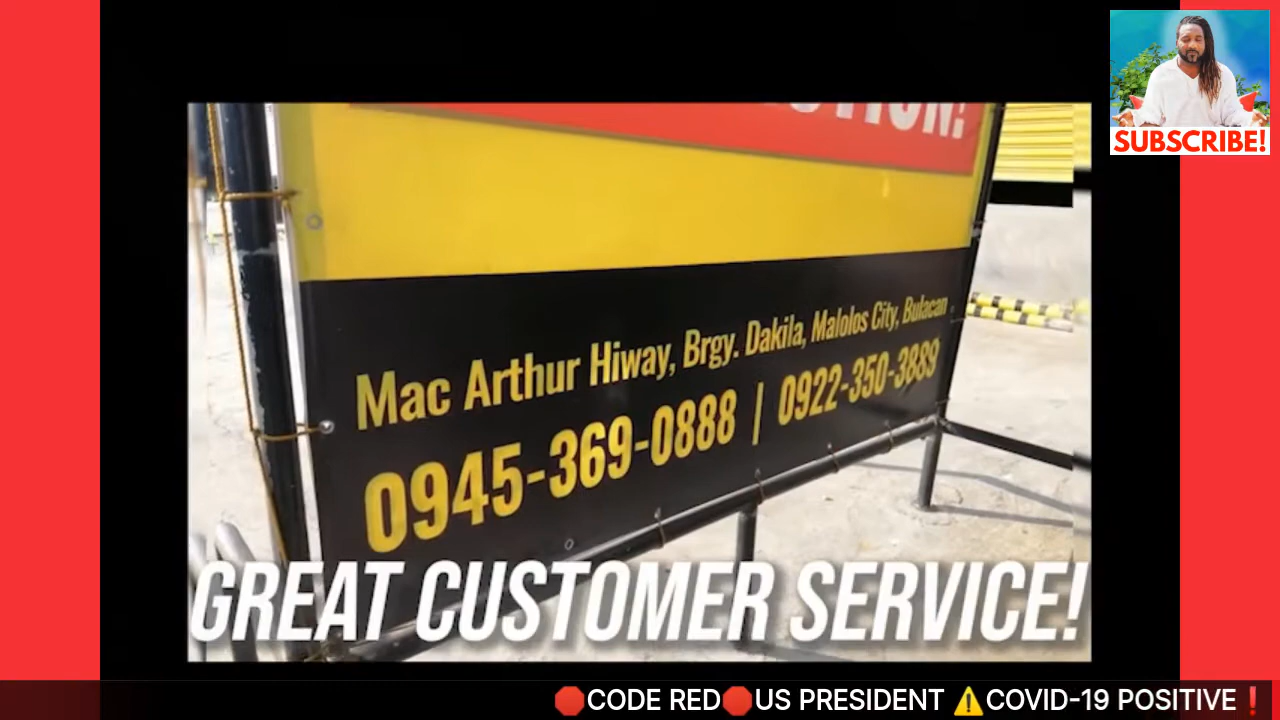 SUBSCRIBE!
Mac Arthur Hiway, Brgy. Dakila, Malolos City, Bulacan
0945-369-0888 | 0922-350-3889
GREAT CUSTOMER SERVICE!
🛑CODE RED🛑US PRESIDENT ⚠️COVID-19 POSITIVE❗